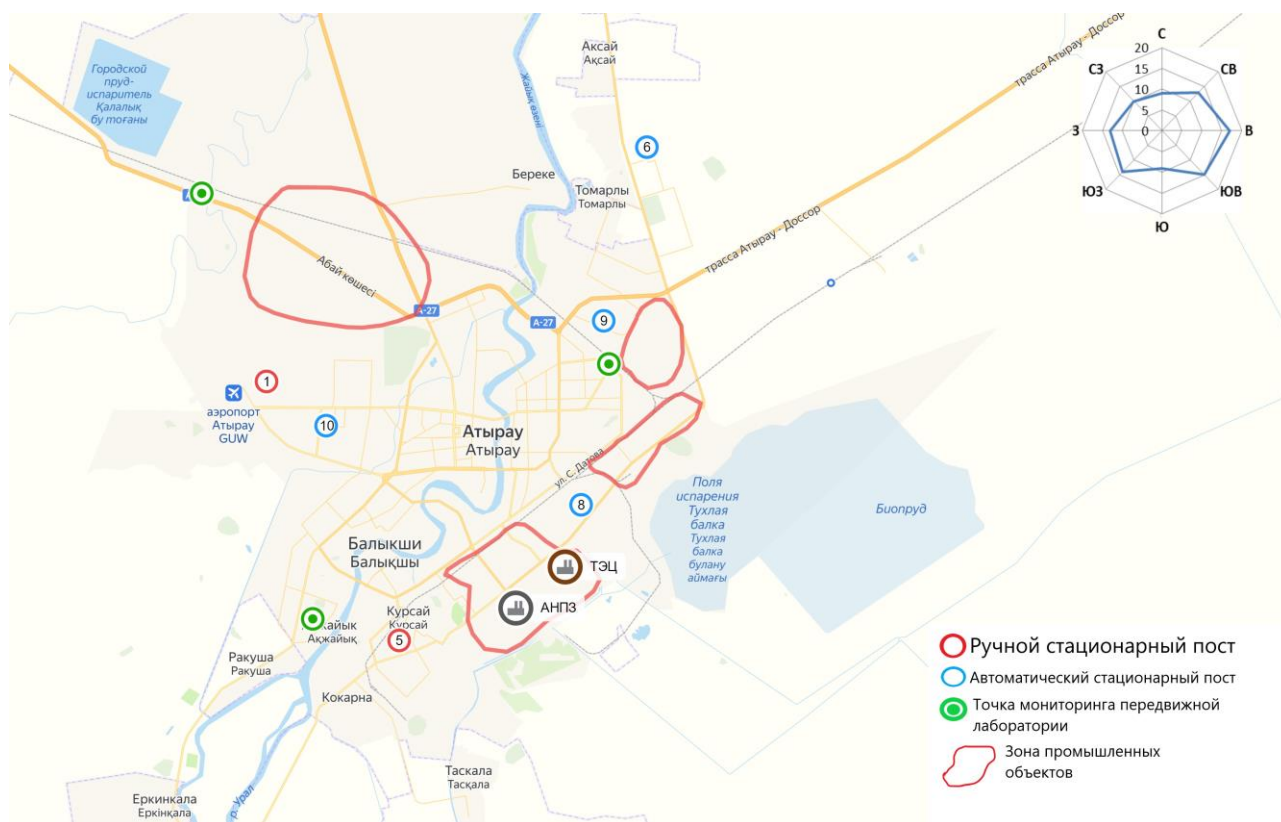 Аксай
Ақсай
трасса Атырау - Доссор
С
20
15
10
5
0
СЗ
СВ
З
В
ЮЗ
ЮВ
Ю
Городской
пруд-
испаритель
Қалалық
бу тоғаны
Жайық өзені
6
Береке
Томарлы
Томарлы
трасса Атырау - Доссор
Абай көшесі
А-27
А-27
9
1
аэропорт
Атырау
GUW
10
Атырау
Атырау
ул. С. Датова
8
Поля
испарения
Тухлая
балка
Тухлая
балка
булану
аймағы
Биопруд
Балыкши
Балықшы
ТЭЦ
АНПЗ
Курсай
Курсай
5
Ақжайық
Ракуша
Ракуша
Кокарна
Таскала
Тасқала
Еркинкала
Еркінқала
р. Урал
Ручной стационарный пост
Автоматический стационарный пост
Точка мониторинга передвижной
лаборатории
Зона промышленных
объектов